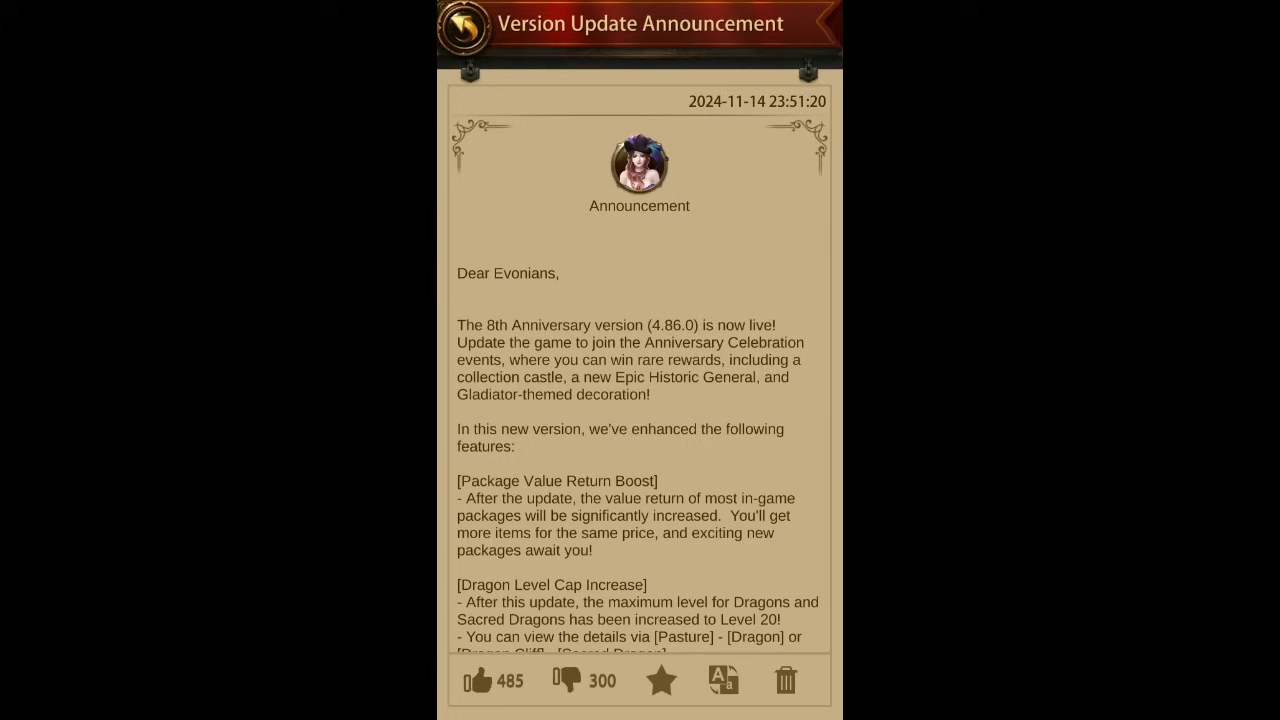 Version Update Announcement
2024-11-14 23:51:20
Announcement
Dear Evonians,
The 8th Anniversary version (4.86.0) is now live!
Update the game to join the Anniversary Celebration
events, where you can win rare rewards, including a
collection castle, a new Epic Historic General, and
Gladiator-themed decoration!
In this new version, we've enhanced the following
features:
[Package Value Return Boost]
- After the update, the value return of most in-game
packages will be significantly increased.  You'll get
more items for the same price, and exciting new
packages await you!
[Dragon Level Cap Increase]
- After this update, the maximum level for Dragons and
Sacred Dragons has been increased to Level 20!
- You can view the details via [Pasture] - [Dragon] or
[Dragon Cliff] - [Sacred Dragon]
485 300 A a